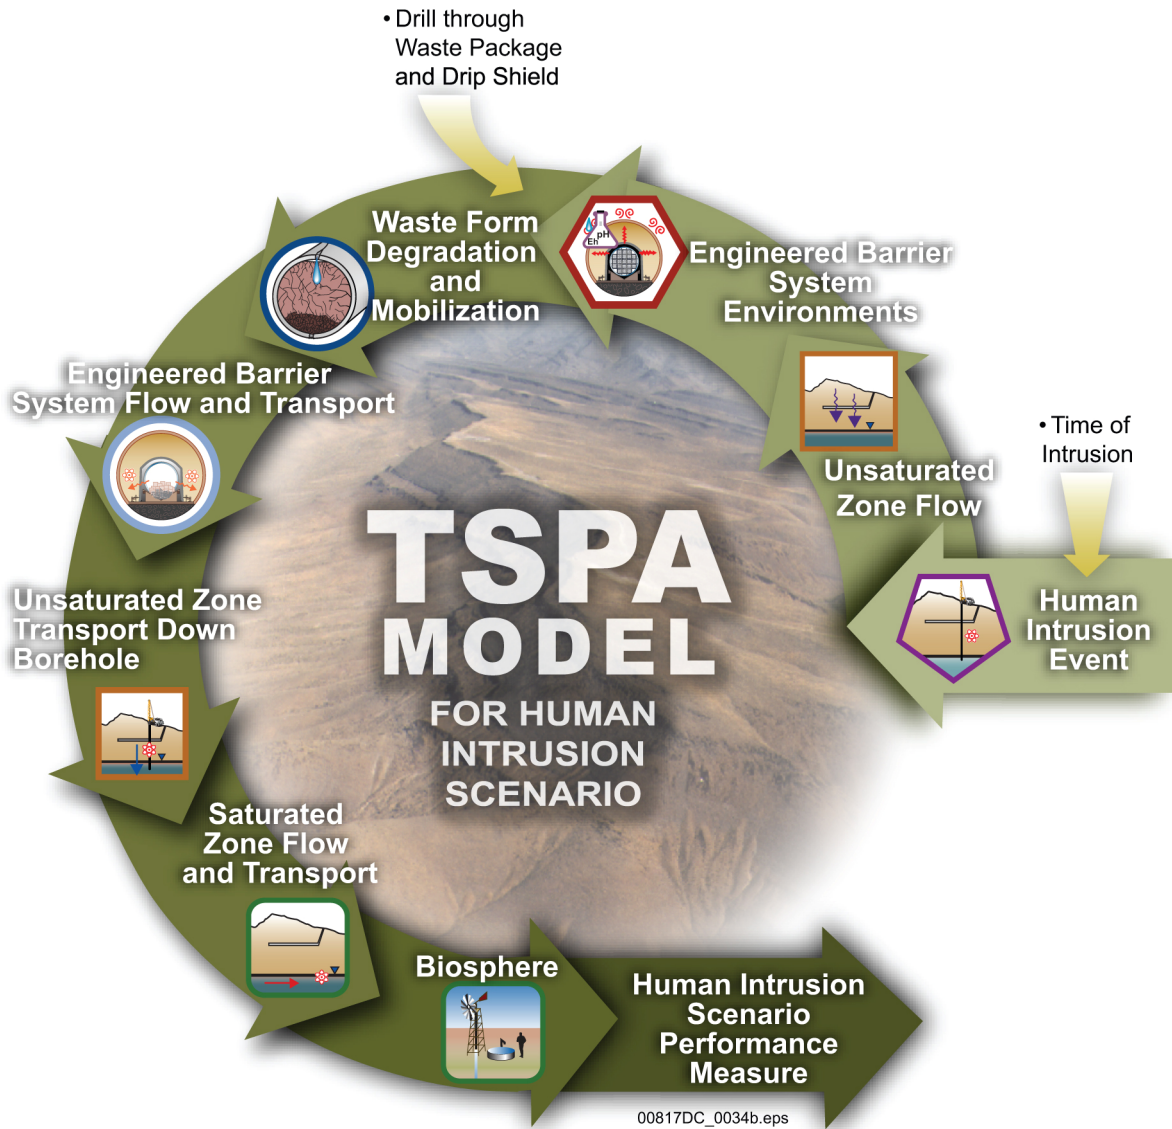 • Drill through
Waste Package
and Drip Shield
Waste Form
Degradation
and
Mobilization
pH
Eh
Engineered Barrier
System
Environments
Engineered Barrier
System Flow and Transport
• Time of
Intrusion
Unsaturated
Zone Flow
TSPA
MODEL
FOR HUMAN
INTRUSION
SCENARIO
Human
Intrusion
Event
Unsaturated Zone
Transport Down
Borehole
Saturated
Zone Flow
and Transport
Biosphere
Human Intrusion
Scenario
Performance
Measure
00817DC_0034b.eps